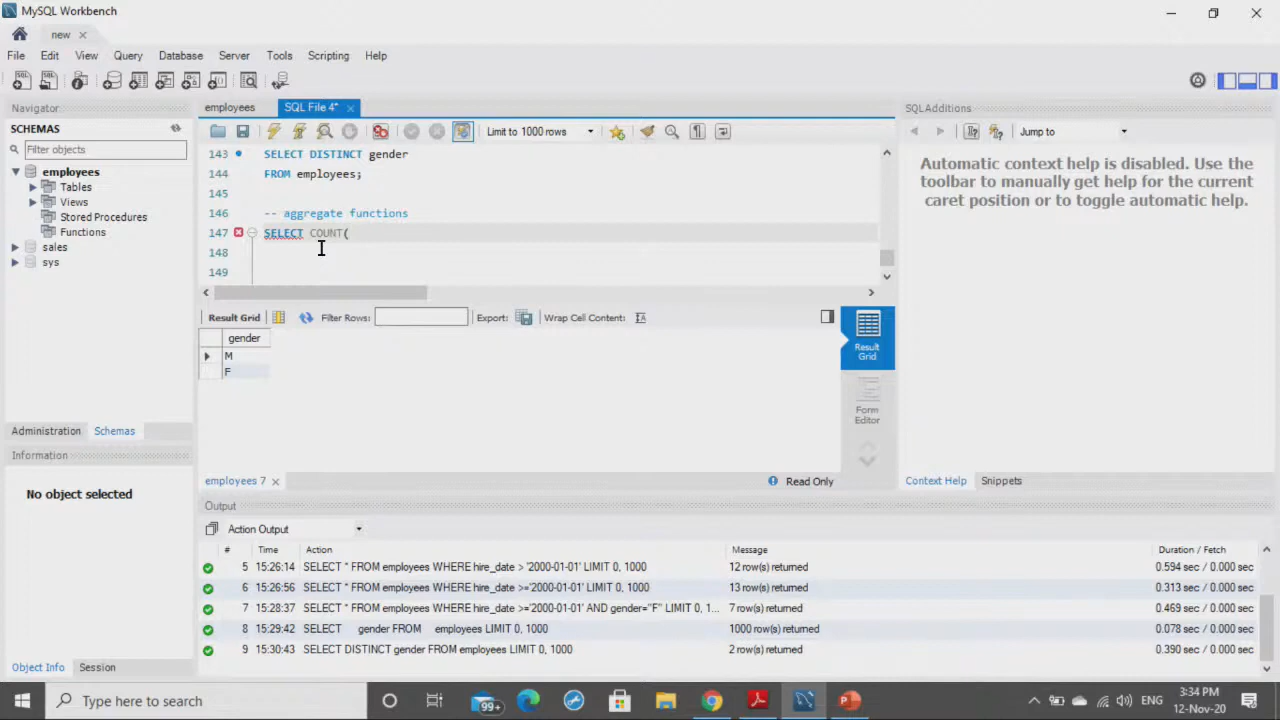 MySQL Workbench
new
File Edit View Query Database Server Tools Scripting Help
Navigator
SCHEMAS
Filter objects
employees
Tables
Views
Stored Procedures
Functions
sales
sys
Administration Schemas
Information
No object selected
Object Info Session
employees SQL File 4*
Limit to 1000 rows
143 SELECT DISTINCT gender
144 FROM employees;
145
146 -- aggregate functions
147 SELECT COUNT(
148
149
Result Grid Filter Rows: Export: Wrap Cell Content:
gender
M
F
Result
Grid
Form
Editor
employees 7 Read Only
SQLAdditions
Jump to
Automatic context help is disabled. Use the
toolbar to manually get help for the current
caret position or to toggle automatic help.
Context Help Snippets
Output
Action Output
# Time Action Message Duration / Fetch
5 15:26:14 SELECT * FROM employees WHERE hire_date > '2000-01-01' LIMIT 0, 1000 12 row(s) returned 0.594 sec / 0.000 sec
6 15:26:56 SELECT * FROM employees WHERE hire_date >='2000-01-01' LIMIT 0, 1000 13 row(s) returned 0.313 sec / 0.000 sec
7 15:28:37 SELECT * FROM employees WHERE hire_date >='2000-01-01' AND gender="F" LIMIT 0, 1... 7 row(s) returned 0.469 sec / 0.000 sec
8 15:29:42 SELECT gender FROM employees LIMIT 0, 1000 1000 row(s) returned 0.078 sec / 0.000 sec
9 15:30:43 SELECT DISTINCT gender FROM employees LIMIT 0, 1000 2 row(s) returned 0.390 sec / 0.000 sec
Type here to search
99+
ENG
3:34 PM
12-Nov-20